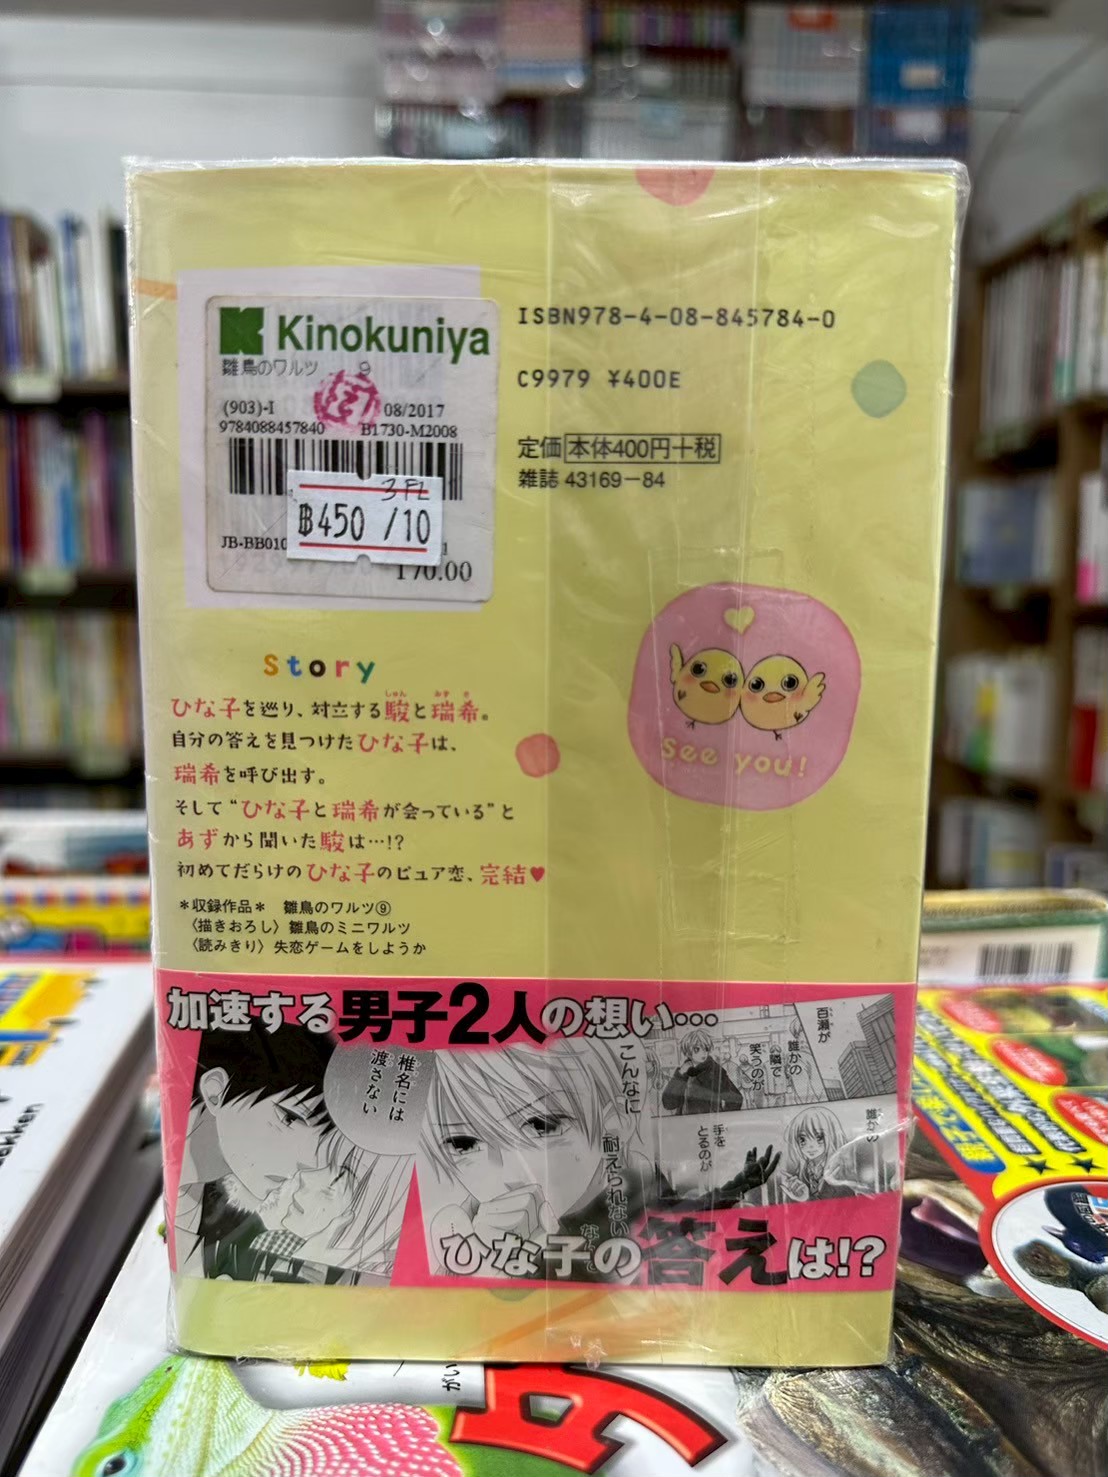 Kinokuniya
雛鳥のワルツ 9
(903)-I 08/2017
9784088457840 B1730-M2008
3FL
฿450 /10
JB-BB010
170.00
ISBN978-4-08-845784-0
C9979 ¥400E
定価 本体400円+税
雑誌 43169-84
see you!
Story
ひな子を巡り、対立する駿と瑞希。
自分の答えを見つけたひな子は、
瑞希を呼び出す。
そして“ひな子と瑞希が会っている”と
あずから聞いた駿は…!?
初めてだらけのひな子のピュア恋、完結♥
＊収録作品＊ 雛鳥のワルツ⑨
〈描きおろし〉雛鳥のミニワルツ
〈読みきり〉失恋ゲームをしようか
加速する男子2人の想い…
椎名には
渡さない
こんなに
耐えられない
百瀬が
誰かの
隣で
笑うのが
誰かの
手を
とるのが
ひな子の答えは!?